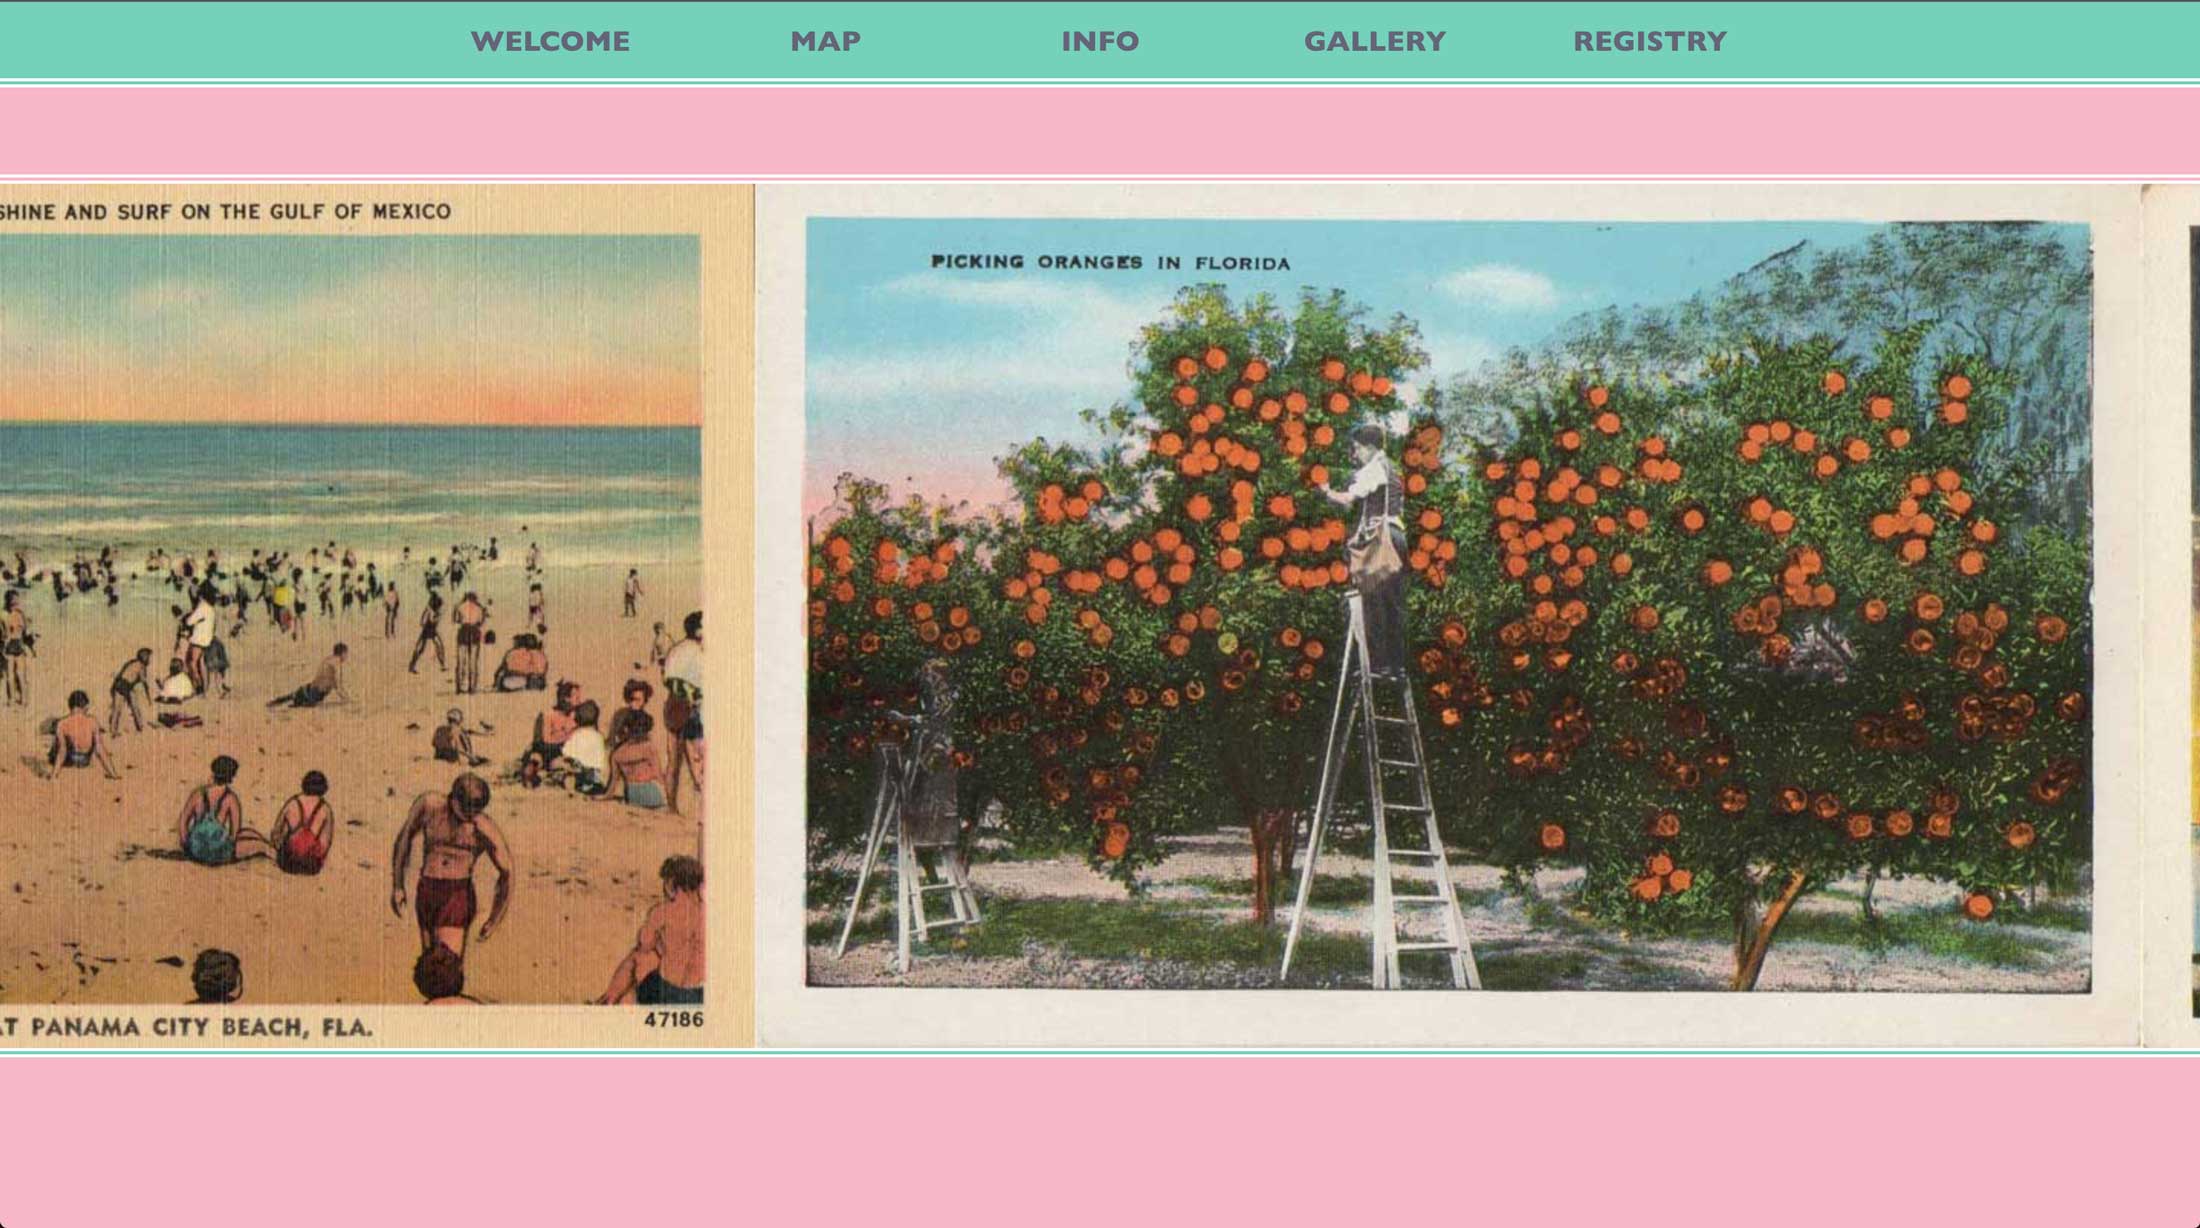 WELCOME MAP INFO GALLERY REGISTRY
SHINE AND SURF ON THE GULF OF MEXICO
PICKING ORANGES IN FLORIDA
AT PANAMA CITY BEACH, FLA.
47186